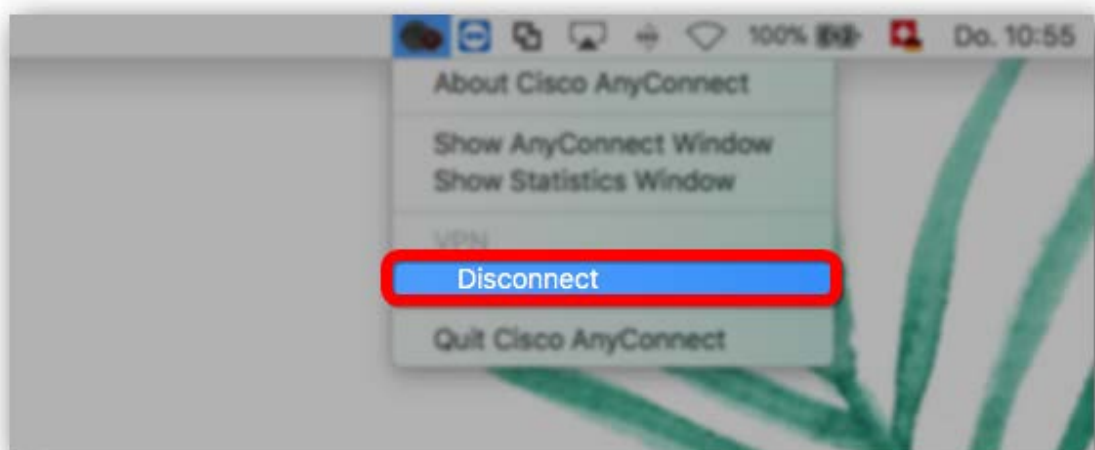 100% Do. 10:55
About Cisco AnyConnect
Show AnyConnect Window
Show Statistics Window
VPN
Disconnect
Quit Cisco AnyConnect